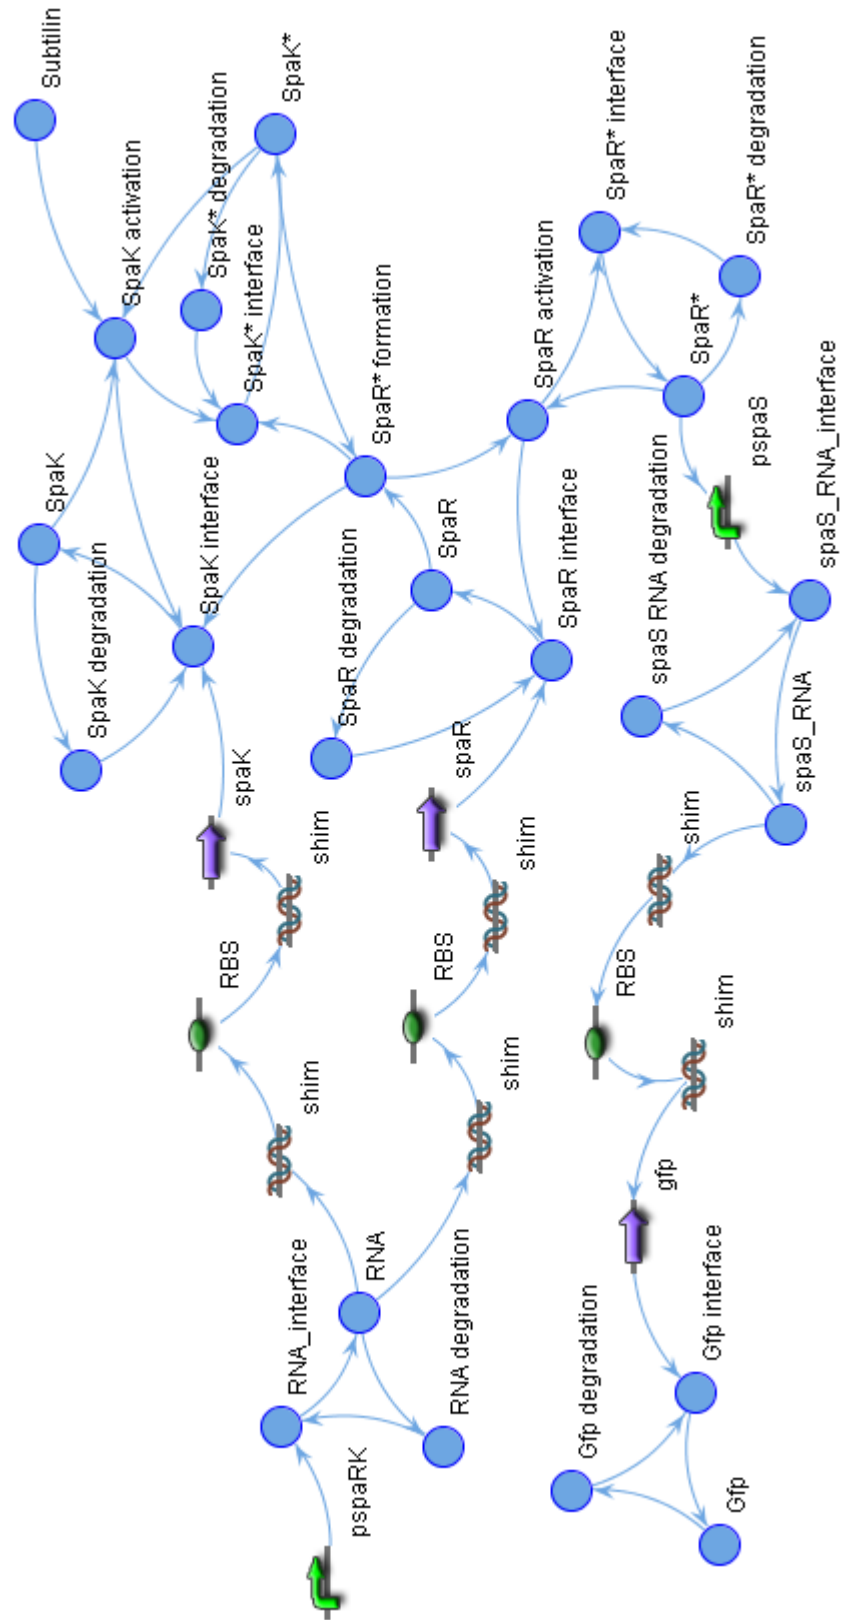 Subtilin
SpaK activation
SpaK*
SpaK* degradation
SpaK* interface
SpaK
SpaK degradation
SpaK interface
SpaR* formation
SpaR activation
SpaR* interface
SpaR* degradation
SpaR*
pspaS
SpaR
SpaR degradation
SpaR interface
spaS RNA degradation
spaS_RNA_interface
spaS_RNA
spaK
shim
RBS
shim
spaR
shim
RBS
shim
shim
RBS
shim
gfp
RNA_interface
RNA
RNA degradation
pspaRK
Gfp degradation
Gfp interface
Gfp